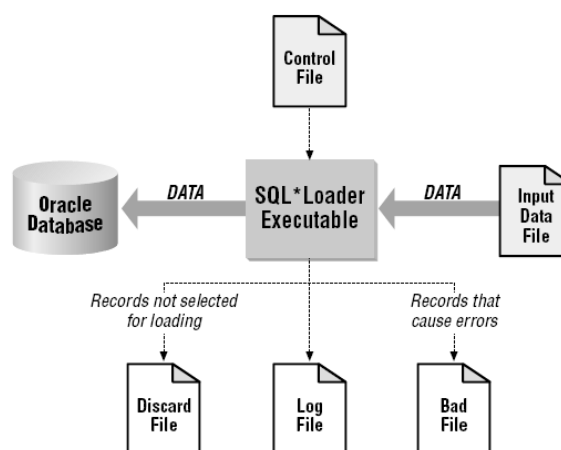 Control
File
Oracle
Database
DATA
SQL*Loader
Executable
DATA
Input
Data
File
Records not selected
for loading
Records that
cause errors
Discard
File
Log
File
Bad
File